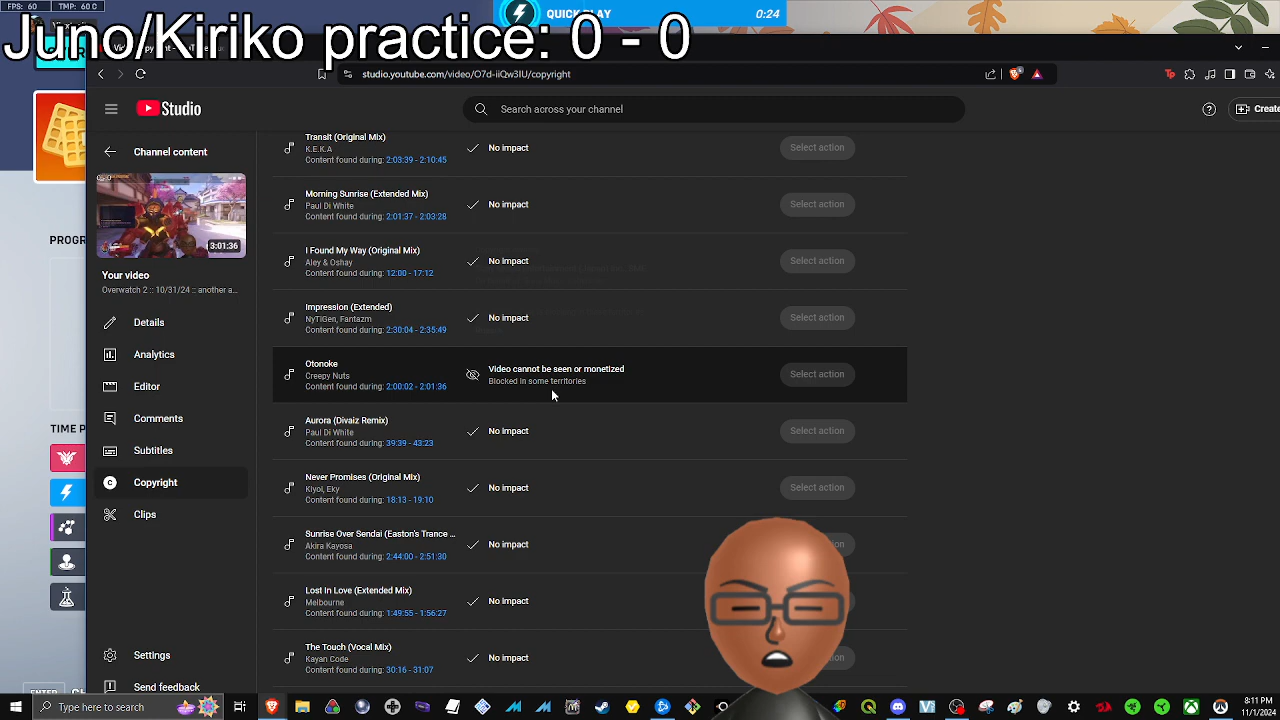 FPS: 60 TMP: 60 C
QUICK PLAY 0:24
Juno/Kiriko practice: 0 - 0
studio.youtube.com/video/O7d-iiQw3IU/copyright
Studio
Search across your channel
Create
Channel content
3:01:36
Your video
Overwatch 2 :: 10/31/24 :: another a...
Details
Analytics
Editor
Comments
Subtitles
Copyright
Clips
Settings
Send feedback
PROGR
TIME P
ENTER
Transit (Original Mix)
K.E.K.A
Content found during: 2:03:39 - 2:10:45
No impact
Select action
Morning Sunrise (Extended Mix)
Paul Di White
Content found during: 2:01:37 - 2:03:28
No impact
Select action
I Found My Way (Original Mix)
Aley & Oshay
Content found during: 12:00 - 17:12
No impact
Select action
Impression (Extended)
NyTiGen, Fantazm
Content found during: 2:30:04 - 2:35:49
No impact
Select action
Otonoke
Creepy Nuts
Content found during: 2:00:02 - 2:01:36
Video cannot be seen or monetized
Blocked in some territories
Select action
Aurora (Divaiz Remix)
Paul Di White
Content found during: 39:39 - 43:23
No impact
Select action
Never Promises (Original Mix)
Kiyoi, Eky
Content found during: 18:13 - 19:10
No impact
Select action
Sunrise Over Sendai (Easton's Trance ...
Akira Kayosa
Content found during: 2:44:00 - 2:51:30
No impact
tion
Lost In Love (Extended Mix)
Melbourne
Content found during: 1:49:55 - 1:56:27
No impact
The Touch (Vocal Mix)
Kayan Code
Content found during: 30:16 - 31:07
No impact
tion
Type here to search
8:11 PM
11/1/2024